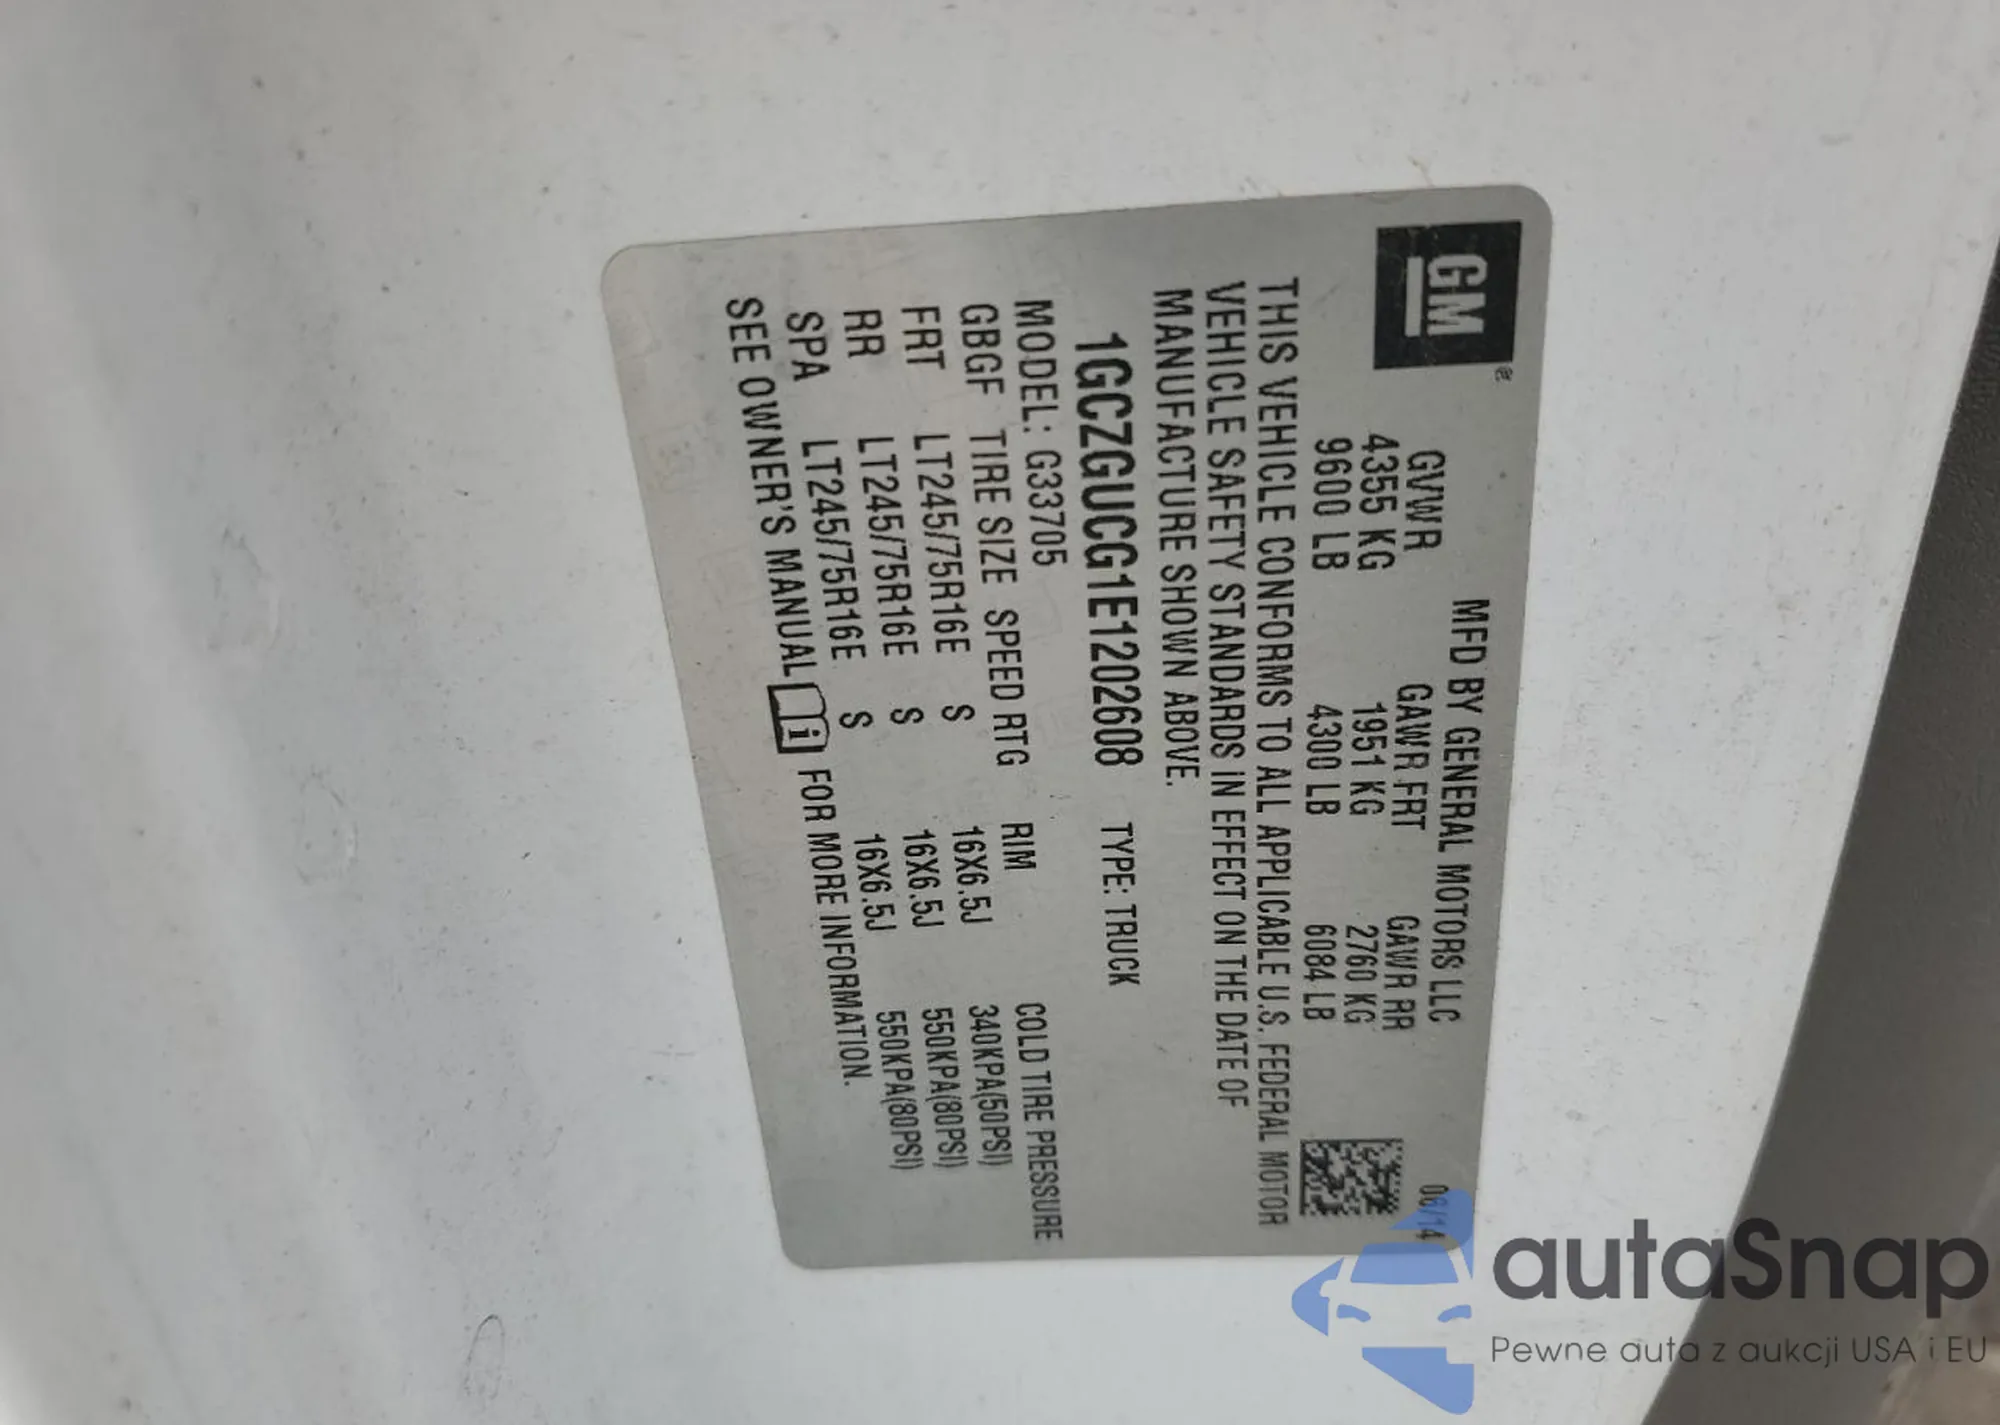 GM®
MFD BY GENERAL MOTORS LLC 06/14
GVWR GAWR FRT GAWR RR
4355 KG 1951 KG 2760 KG
9600 LB 4300 LB 6084 LB
THIS VEHICLE CONFORMS TO ALL APPLICABLE U.S. FEDERAL MOTOR
VEHICLE SAFETY STANDARDS IN EFFECT ON THE DATE OF
MANUFACTURE SHOWN ABOVE.
1GCZGUCG1E1202608 TYPE: TRUCK
MODEL: G33705
GBGF TIRE SIZE SPEED RTG RIM COLD TIRE PRESSURE
FRT LT245/75R16E S 16X6.5J 340KPA(50PSI)
RR LT245/75R16E S 16X6.5J 550KPA(80PSI)
SPA LT245/75R16E S 16X6.5J 550KPA(80PSI)
SEE OWNER'S MANUAL i FOR MORE INFORMATION.
autaSnap
Pewne auta z aukcji USA i EU